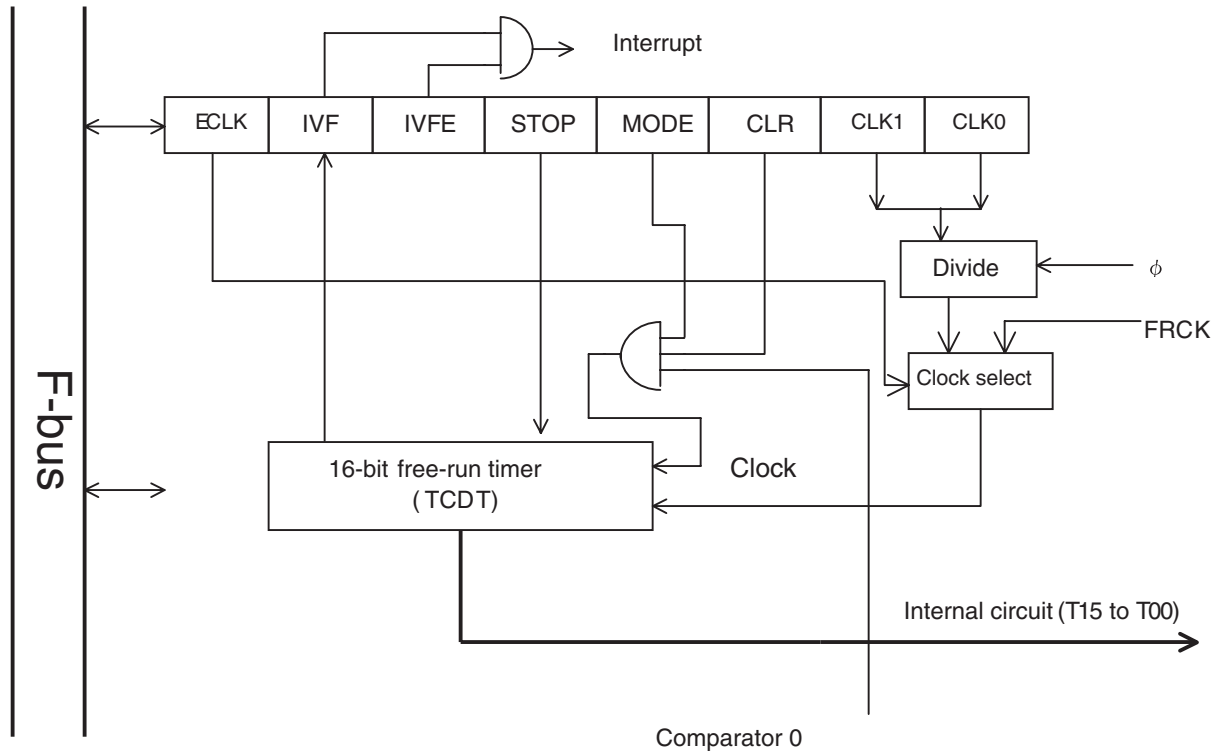 Interrupt
ECLK IVF IVFE STOP MODE CLR CLK1 CLK0
Divide
ϕ
FRCK
Clock select
F-bus
16-bit free-run timer
( TCDT)
Clock
Internal circuit (T15 to T00)
Comparator 0